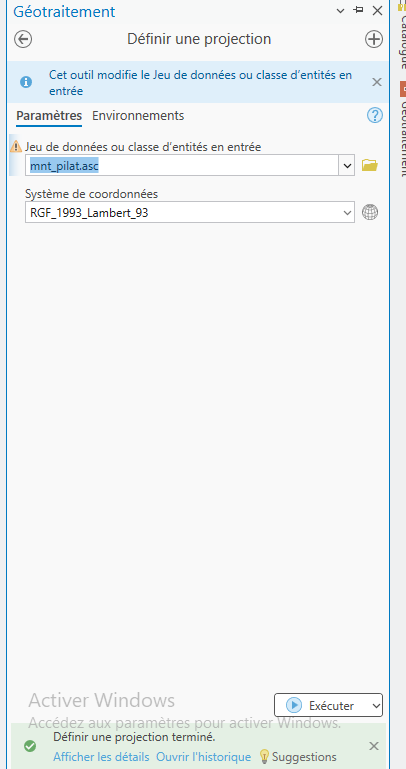 Géotraitement
Définir une projection
Cet outil modifie le Jeu de données ou classe d'entités en
entrée
Paramètres Environnements
Jeu de données ou classe d'entités en entrée
mnt_pilat.asc
Système de coordonnées
RGF_1993_Lambert_93
Activer Windows
Exécuter
Accédez aux paramètres pour activer Windows.
Définir une projection terminé.
Afficher les détails Ouvrir l'historique Suggestions
Catalogue
Géotraitement